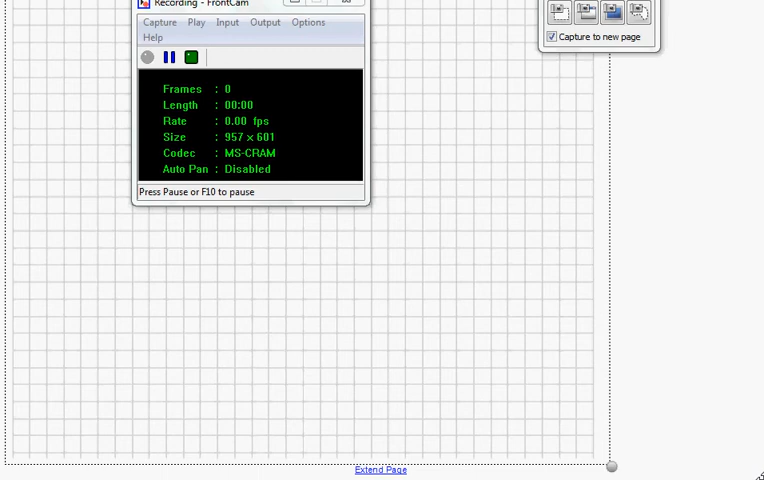 Recording - FrontCam
Capture Play Input Output Options
Help
Frames : 0
Length : 00:00
Rate : 0.00 fps
Size : 957 x 601
Codec : MS-CRAM
Auto Pan : Disabled
Press Pause or F10 to pause
Capture to new page
Extend Page